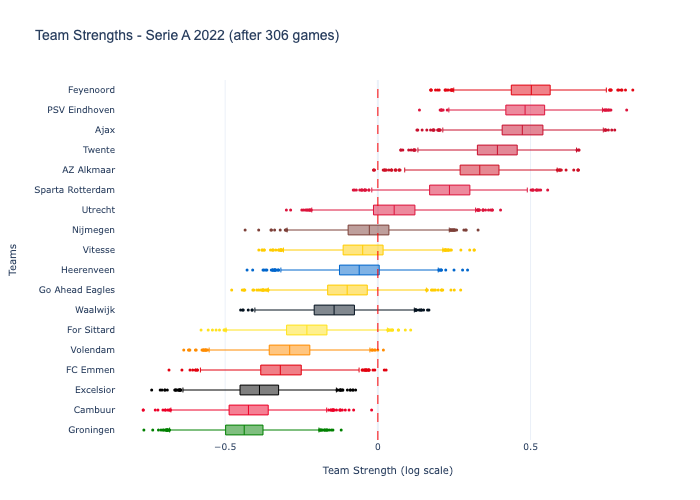 Team Strengths - Serie A 2022 (after 306 games)
Feyenoord
PSV Eindhoven
Ajax
Twente
AZ Alkmaar
Sparta Rotterdam
Utrecht
Nijmegen
Vitesse
Heerenveen
Go Ahead Eagles
Waalwijk
For Sittard
Volendam
FC Emmen
Excelsior
Cambuur
Groningen
Teams
−0.5
0
0.5
Team Strength (log scale)